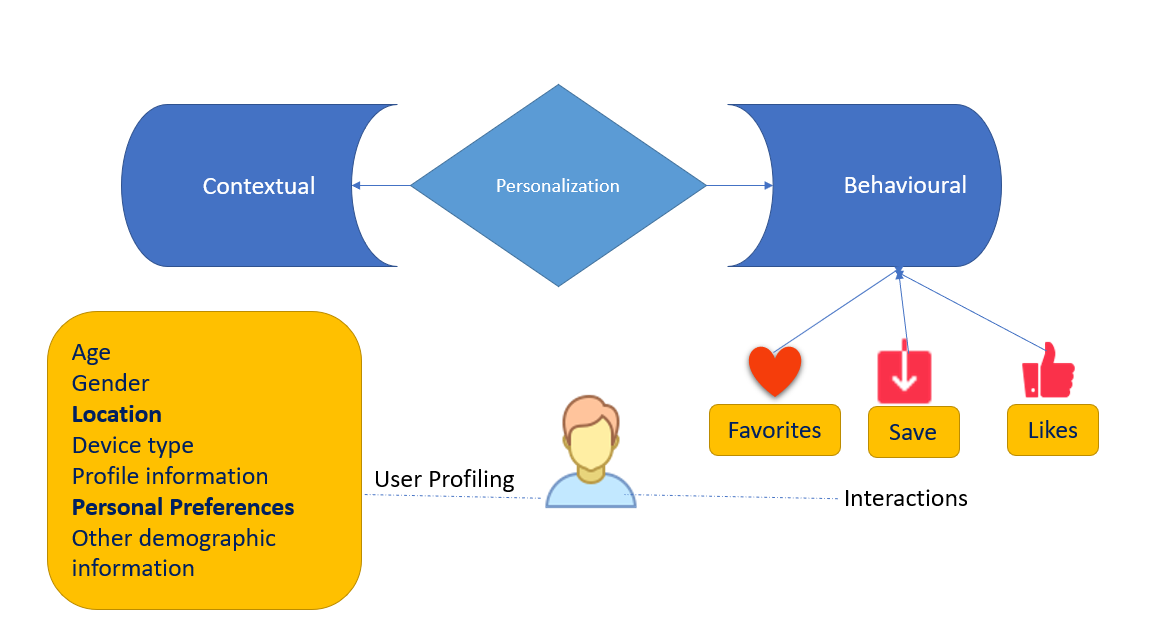 Contextual
Personalization
Behavioural
Age
Gender
Location
Device type
Profile information
Personal Preferences
Other demographic
information
User Profiling
Favorites
Save
Likes
Interactions